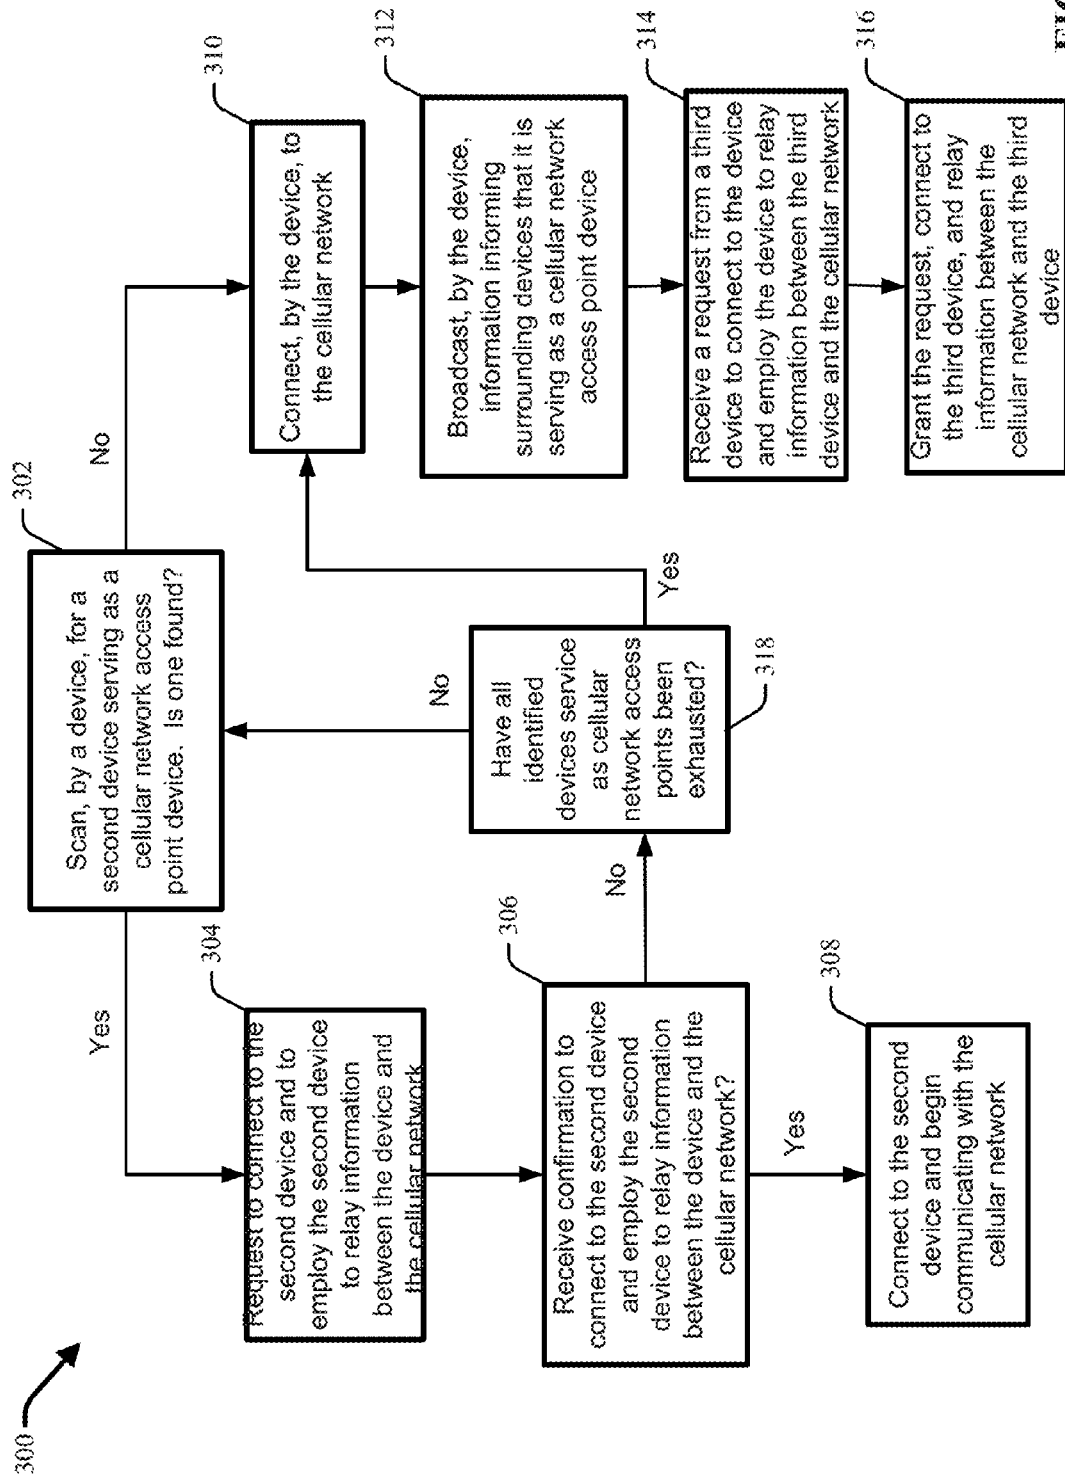 300
302
Scan, by a device, for a
second device serving as a
cellular network access
point device. Is one found?
Yes
No
304
Request to connect to the
second device and to
employ the second device
to relay information
between the device and
the cellular network
306
Receive confirmation to
connect to the second device
and employ the second
device to relay information
between the device and the
cellular network?
No
Yes
308
Connect to the second
device and begin
communicating with the
cellular network
318
Have all
identified
devices service
as cellular
network access
points been
exhausted?
No
Yes
310
Connect, by the device, to
the cellular network
312
Broadcast, by the device,
information informing
surrounding devices that it is
serving as a cellular network
access point device
314
Receive a request from a third
device to connect to the device
and employ the device to relay
information between the third
device and the cellular network
316
Grant the request, connect to
the third device, and relay
information between the
cellular network and the third
device